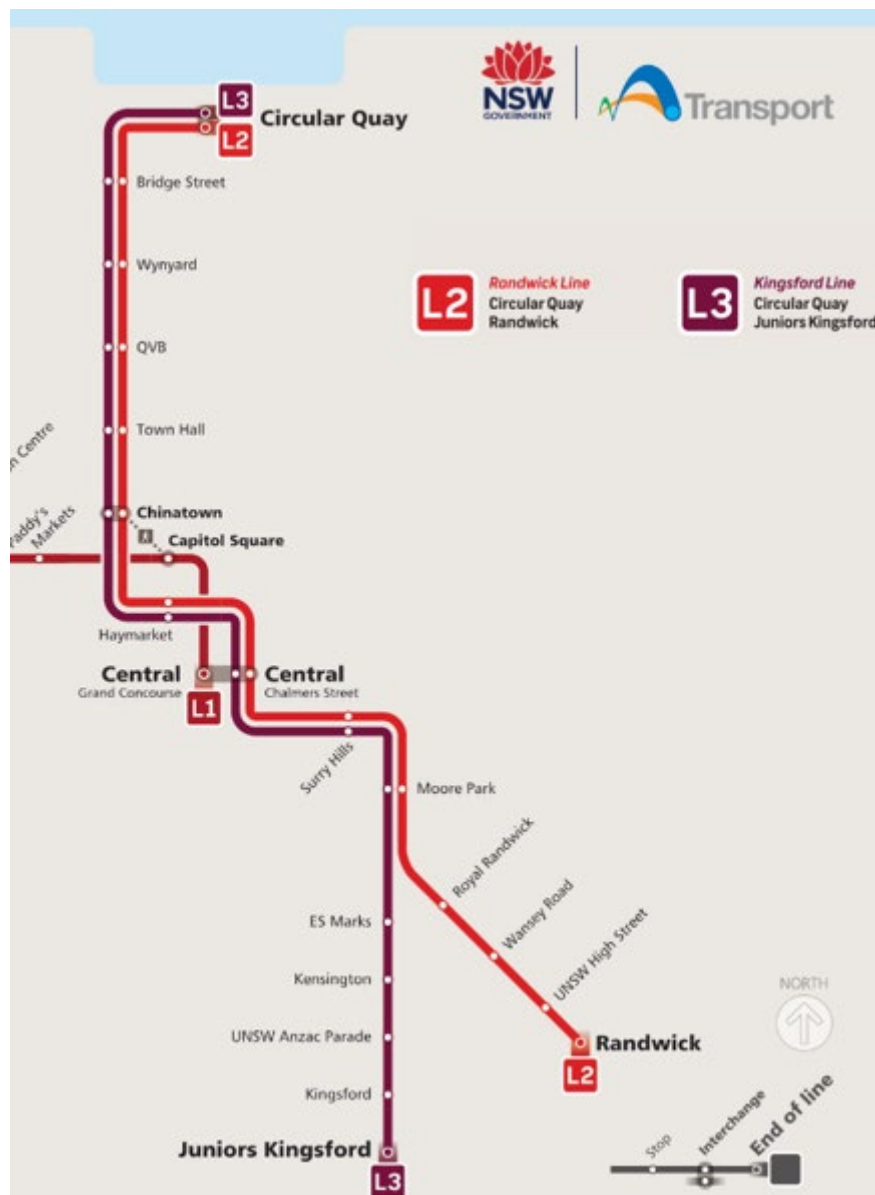 L3
Circular Quay
L2
NSW
GOVERNMENT
Transport
Bridge Street
Wynyard
QVB
Town Hall
L2
Randwick Line
Circular Quay
Randwick
L3
Kingsford Line
Circular Quay
Juniors Kingsford
Centre
Markets
Chinatown
Capitol Square
Haymarket
Central
Grand Concourse
L1
Central
Chalmers Street
Surry Hills
Moore Park
Royal Randwick
Wansey Road
UNSW High Street
ES Marks
Kensington
UNSW Anzac Parade
Kingsford
Juniors Kingsford
L3
Randwick
L2
NORTH
Stop
Interchange
End of line